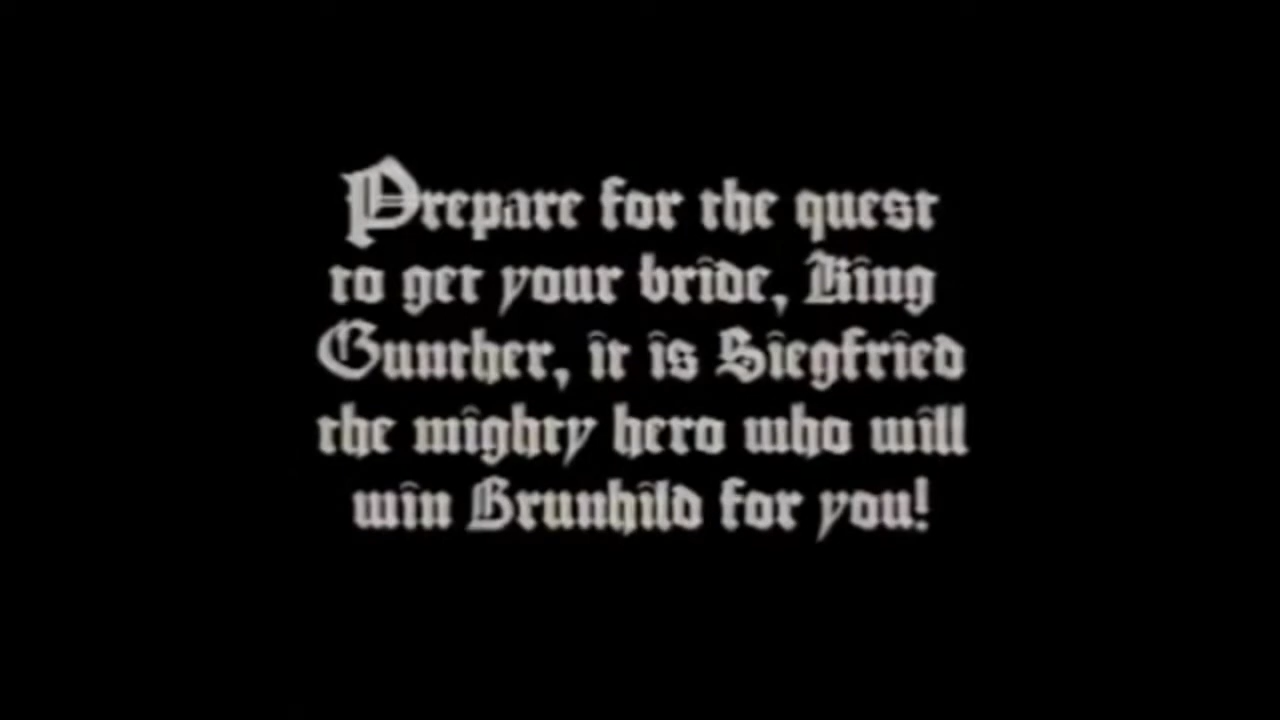 Prepare for the quest
to get your bride, King
Gunther, it is Siegfried
the mighty hero who will
win Brunhild for you!